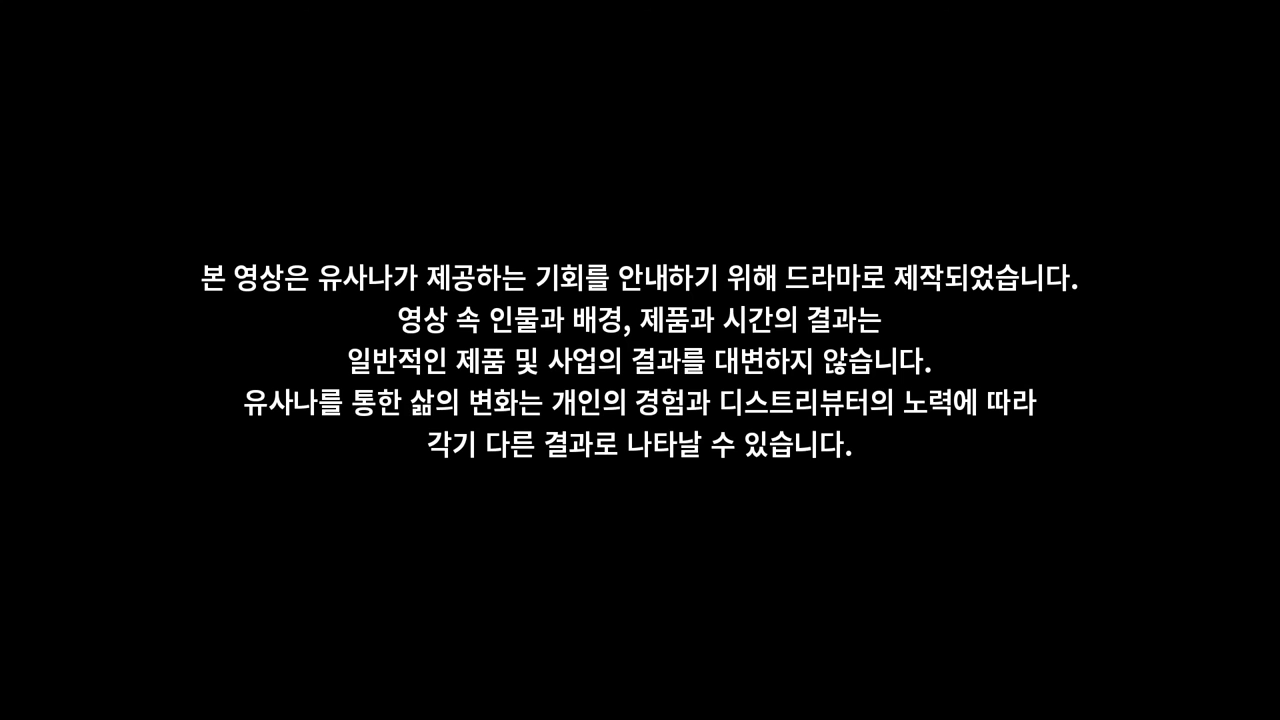 본 영상은 유사나가 제공하는 기회를 안내하기 위해 드라마로 제작되었습니다.
영상 속 인물과 배경, 제품과 시간의 결과는
일반적인 제품 및 사업의 결과를 대변하지 않습니다.
유사나를 통한 삶의 변화는 개인의 경험과 디스트리뷰터의 노력에 따라
각기 다른 결과로 나타날 수 있습니다.